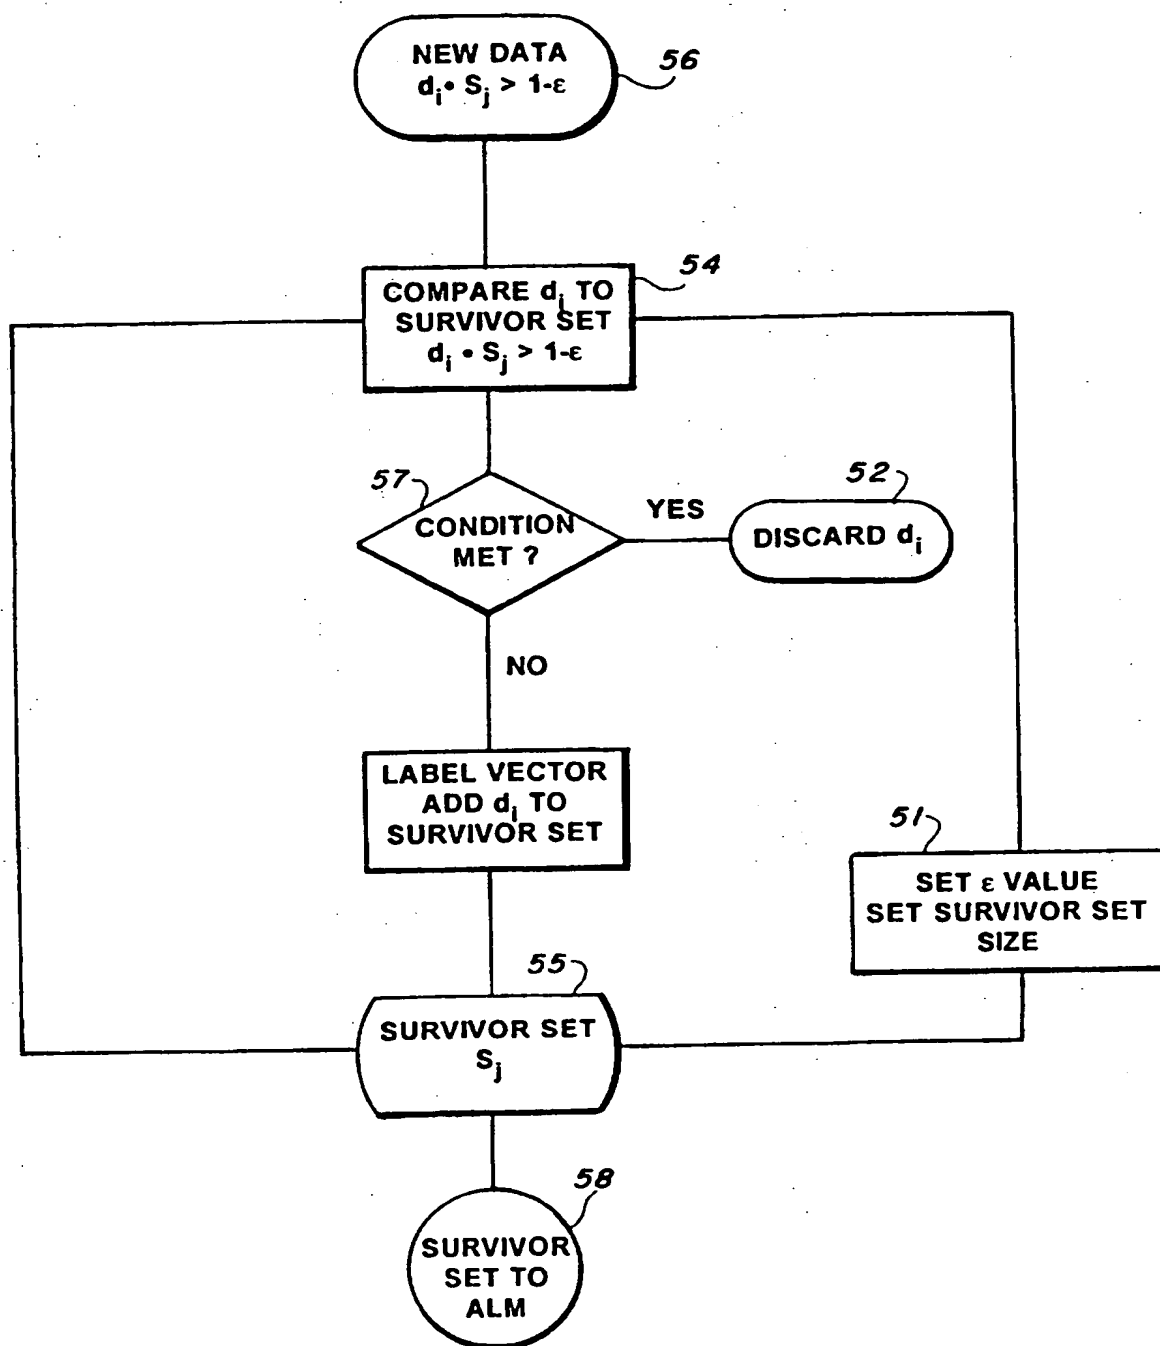 NEW DATA
dᵢ • Sⱼ > 1-ε
56
COMPARE dᵢ TO
SURVIVOR SET
dᵢ • Sⱼ > 1-ε
54
57
CONDITION
MET ?
YES
52
DISCARD dᵢ
NO
LABEL VECTOR
ADD dᵢ TO
SURVIVOR SET
51
SET ε VALUE
SET SURVIVOR SET
SIZE
55
SURVIVOR SET
Sⱼ
58
SURVIVOR
SET TO
ALM